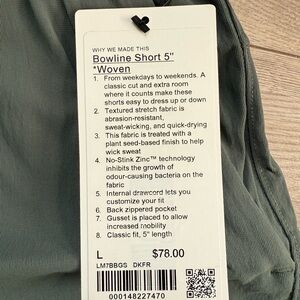 WHY WE MADE THIS
Bowline Short 5"
*Woven
1. From weekdays to weekends. A
classic cut and extra room
where it counts make these
shorts easy to dress up or down
2. Textured stretch fabric is
abrasion-resistant,
sweat-wicking, and quick-drying
3. This fabric is treated with a
plant seed-based finish to help
wick sweat
4. No-Stink Zinc™ technology
inhibits the growth of
odour-causing bacteria on the
fabric
5. Internal drawcord lets you
customize your fit
6. Back zippered pocket
7. Gusset is placed to allow
increased mobility
8. Classic fit, 5" length
L $78.00
LM7BBGS DKFR
000148227470